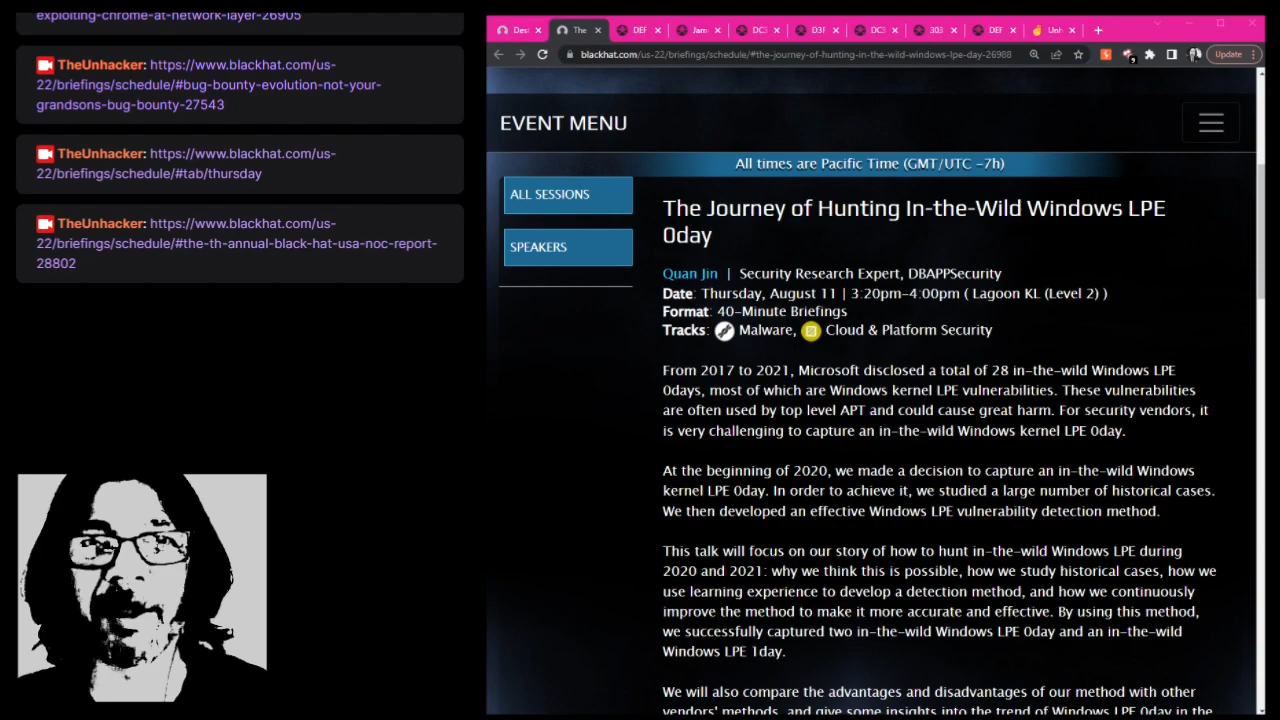 exploiting-chrome-at-network-layer-26905
TheUnhacker: https://www.blackhat.com/us-
22/briefings/schedule/#bug-bounty-evolution-not-your-
grandsons-bug-bounty-27543
TheUnhacker: https://www.blackhat.com/us-
22/briefings/schedule/#tab/thursday
TheUnhacker: https://www.blackhat.com/us-
22/briefings/schedule/#the-th-annual-black-hat-usa-noc-report-
28802
Des The DEF Jam DC3 D3F DC3 303 DEF Unh
blackhat.com/us-22/briefings/schedule/#the-journey-of-hunting-in-the-wild-windows-lpe-day-26988
9
Update
EVENT MENU
All times are Pacific Time (GMT/UTC -7h)
ALL SESSIONS
SPEAKERS
The Journey of Hunting In-the-Wild Windows LPE
0day
Quan Jin | Security Research Expert, DBAPPSecurity
Date: Thursday, August 11 | 3:20pm-4:00pm ( Lagoon KL (Level 2) )
Format: 40-Minute Briefings
Tracks: Malware, Cloud & Platform Security
From 2017 to 2021, Microsoft disclosed a total of 28 in-the-wild Windows LPE
0days, most of which are Windows kernel LPE vulnerabilities. These vulnerabilities
are often used by top level APT and could cause great harm. For security vendors, it
is very challenging to capture an in-the-wild Windows kernel LPE 0day.
At the beginning of 2020, we made a decision to capture an in-the-wild Windows
kernel LPE 0day. In order to achieve it, we studied a large number of historical cases.
We then developed an effective Windows LPE vulnerability detection method.
This talk will focus on our story of how to hunt in-the-wild Windows LPE during
2020 and 2021: why we think this is possible, how we study historical cases, how we
use learning experience to develop a detection method, and how we continuously
improve the method to make it more accurate and effective. By using this method,
we successfully captured two in-the-wild Windows LPE 0day and an in-the-wild
Windows LPE 1day.
We will also compare the advantages and disadvantages of our method with other
vendors' methods, and give some insights into the trend of Windows LPE 0day in the